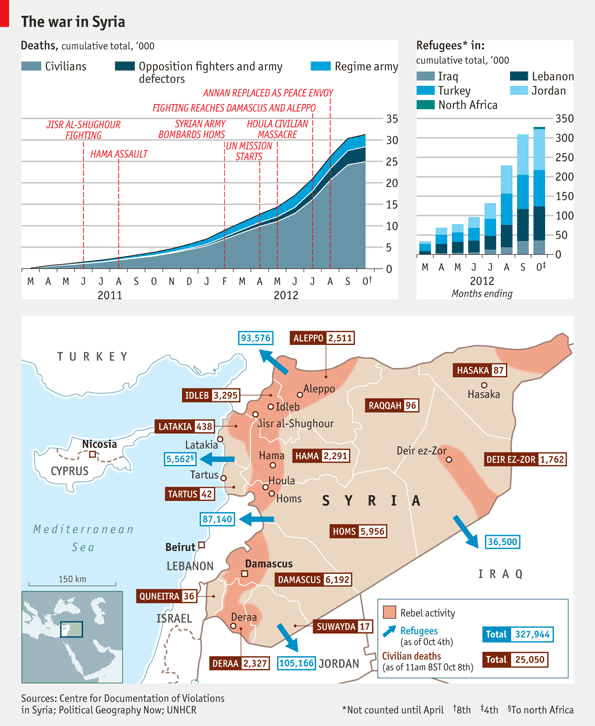 The war in Syria
Deaths, cumulative total, ’000
Civilians
Opposition fighters and army
defectors
Regime army
ANNAN REPLACED AS PEACE ENVOY
FIGHTING REACHES DAMASCUS AND ALEPPO
JISR AL-SHUGHOUR
FIGHTING
SYRIAN ARMY
BOMBARDS HOMS
HOULA CIVILIAN
MASSACRE
HAMA ASSAULT
UN MISSION
STARTS
35
30
25
20
15
10
5
0
M A M J J A S O N D J F M A M J J A S O†
2011 2012
Refugees* in:
cumulative total, ’000
Iraq
Lebanon
Turkey
Jordan
North Africa
350
300
250
200
150
100
50
0
M A M J J A S O‡
2012
Months ending
93,576
ALEPPO 2,511
TURKEY
HASAKA 87
Aleppo
Hasaka
IDLEB 3,295
Idleb
RAQQAH 96
Jisr al-Shughour
LATAKIA 438
Latakia
Nicosia
CYPRUS
5,562§
Hama
HAMA 2,291
Deir ez-Zor
DEIR EZ-ZOR 1,762
Tartus
TARTUS 42
Houla
Homs
SYRIA
87,140
HOMS 5,956
Mediterranean
Sea
Beirut
LEBANON
36,500
IRAQ
150 km
Damascus
DAMASCUS 6,192
QUNEITRA 36
ISRAEL
Deraa
SUWAYDA 17
DERAA 2,327
105,166
JORDAN
Rebel activity
Refugees
(as of Oct 4th)
Total 327,944
Civilian deaths
(as of 11am BST Oct 8th)
Total 25,050
Sources: Centre for Documentation of Violations
in Syria; Political Geography Now; UNHCR
*Not counted until April †8th ‡4th §To north Africa